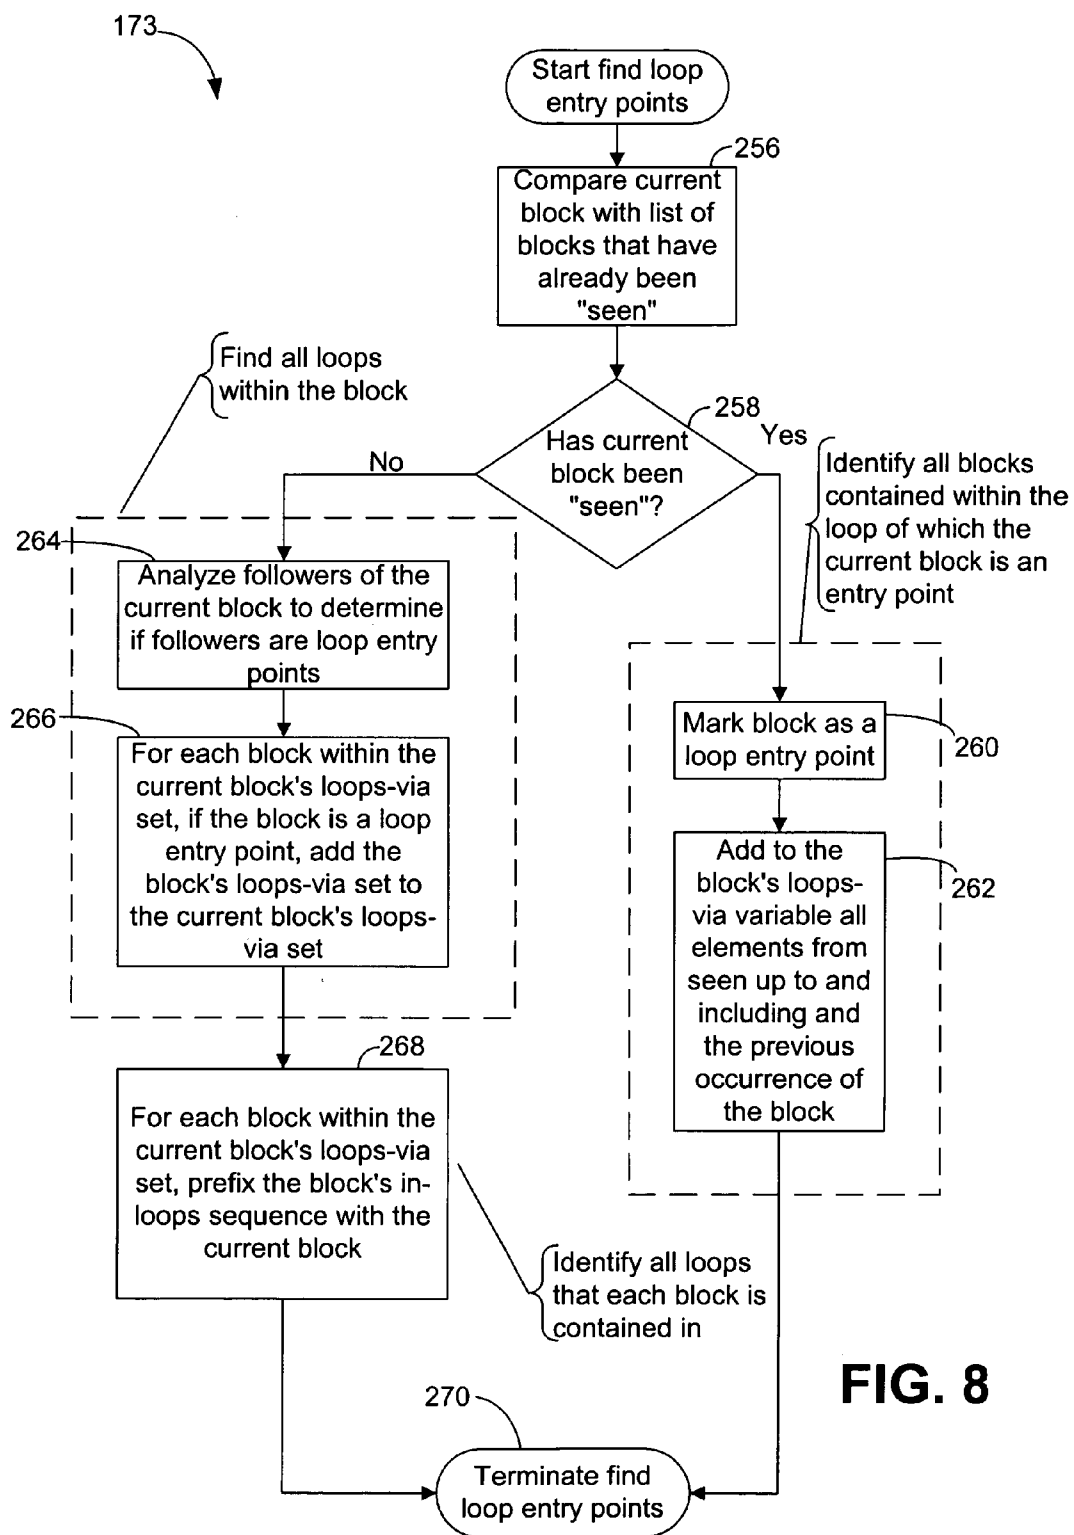 173
Start find loop
entry points
256
Compare current
block with list of
blocks that have
already been
"seen"
Find all loops
within the block
258
Has current
block been
"seen"?
No
Yes
Identify all blocks
contained within the
loop of which the
current block is an
entry point
264
Analyze followers of the
current block to determine
if followers are loop entry
points
266
For each block within the
current block's loops-via
set, if the block is a loop
entry point, add the
block's loops-via set to
the current block's loops-
via set
Mark block as a
loop entry point
260
Add to the
block's loops-
via variable all
elements from
seen up to and
including and
the previous
occurrence of
the block
262
268
For each block within the
current block's loops-via
set, prefix the block's in-
loops sequence with the
current block
Identify all loops
that each block is
contained in
FIG. 8
270
Terminate find
loop entry points